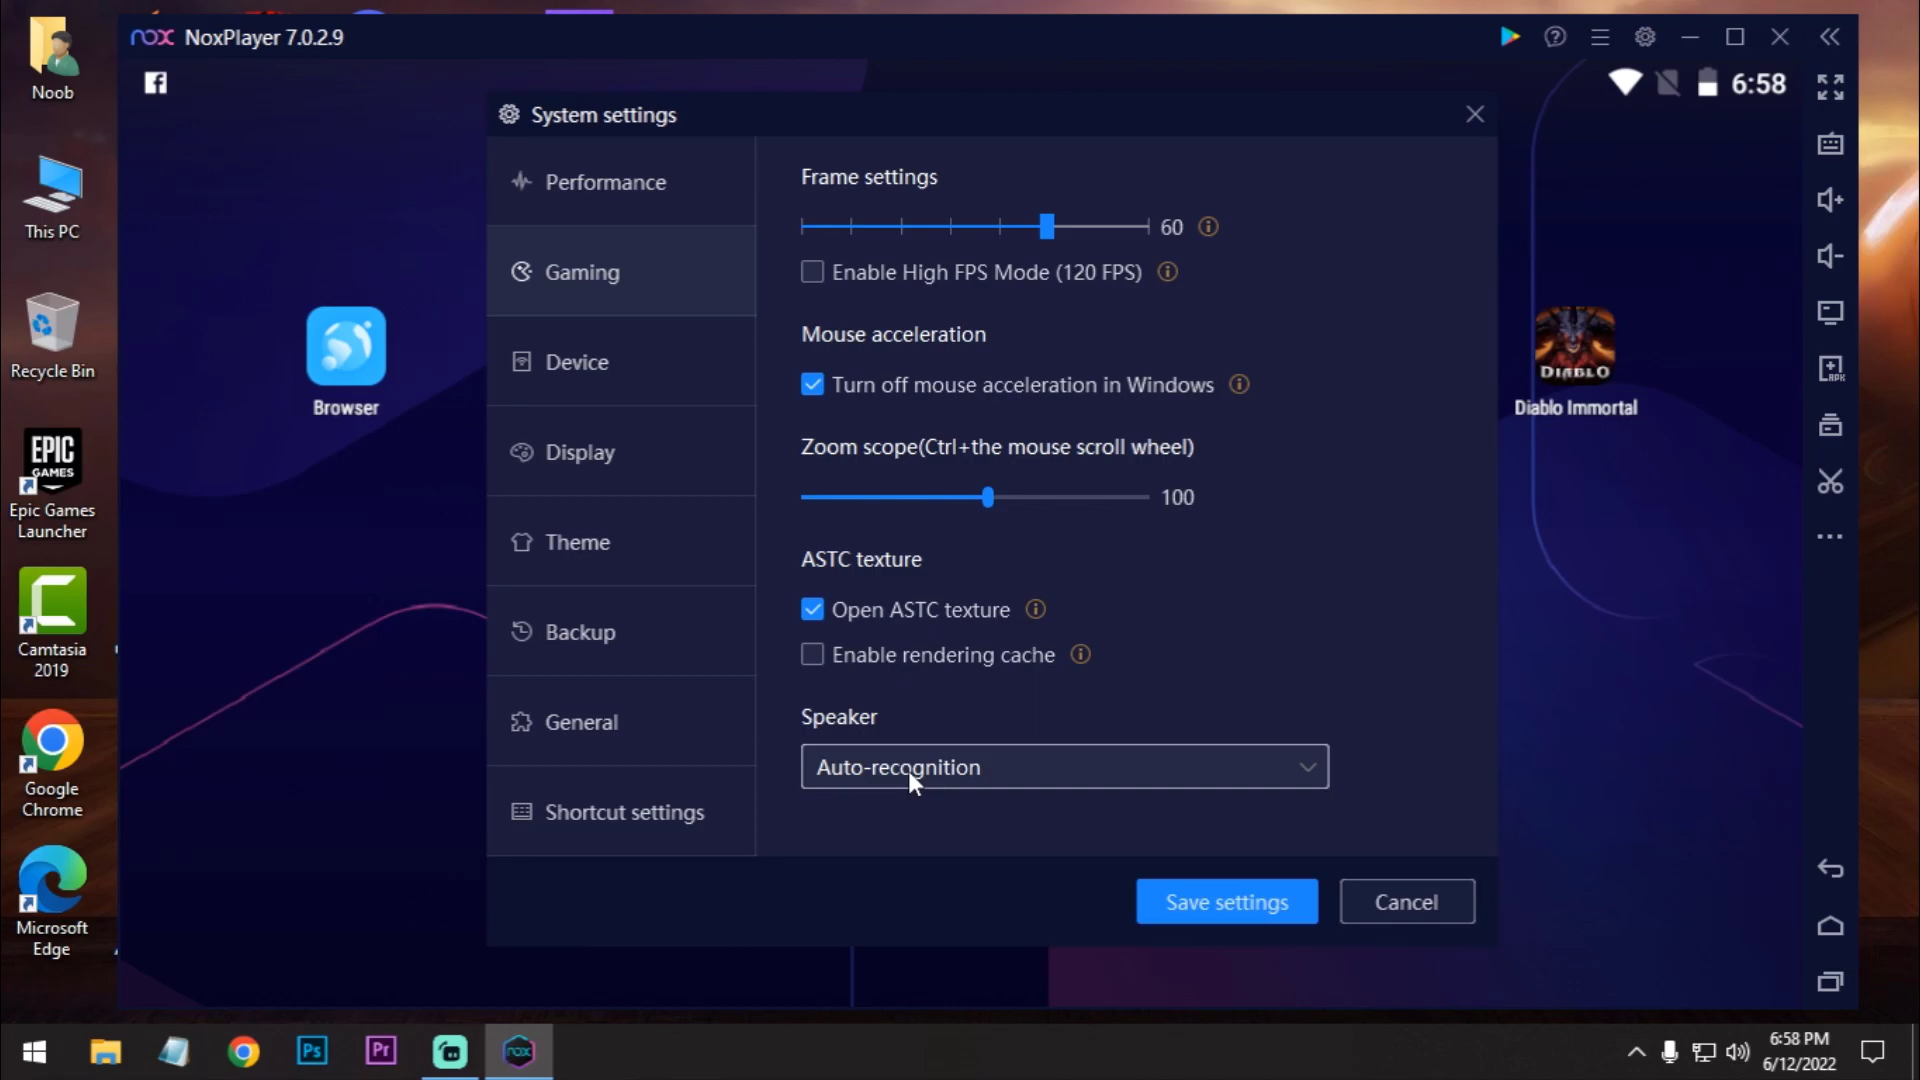 nox NoxPlayer 7.0.2.9
6:58
Noob
This PC
Recycle Bin
EPIC
GAMES
Epic Games
Launcher
Camtasia
2019
Google
Chrome
Microsoft
Edge
Browser
DIABLO
Diablo Immortal
APK
System settings
Performance
Gaming
Device
Display
Theme
Backup
General
Shortcut settings
Frame settings
60
Enable High FPS Mode (120 FPS)
Mouse acceleration
Turn off mouse acceleration in Windows
Zoom scope(Ctrl+the mouse scroll wheel)
100
ASTC texture
Open ASTC texture
Enable rendering cache
Speaker
Auto-recognition
Save settings
Cancel
Ps
Pr
nox
6:58 PM
6/12/2022